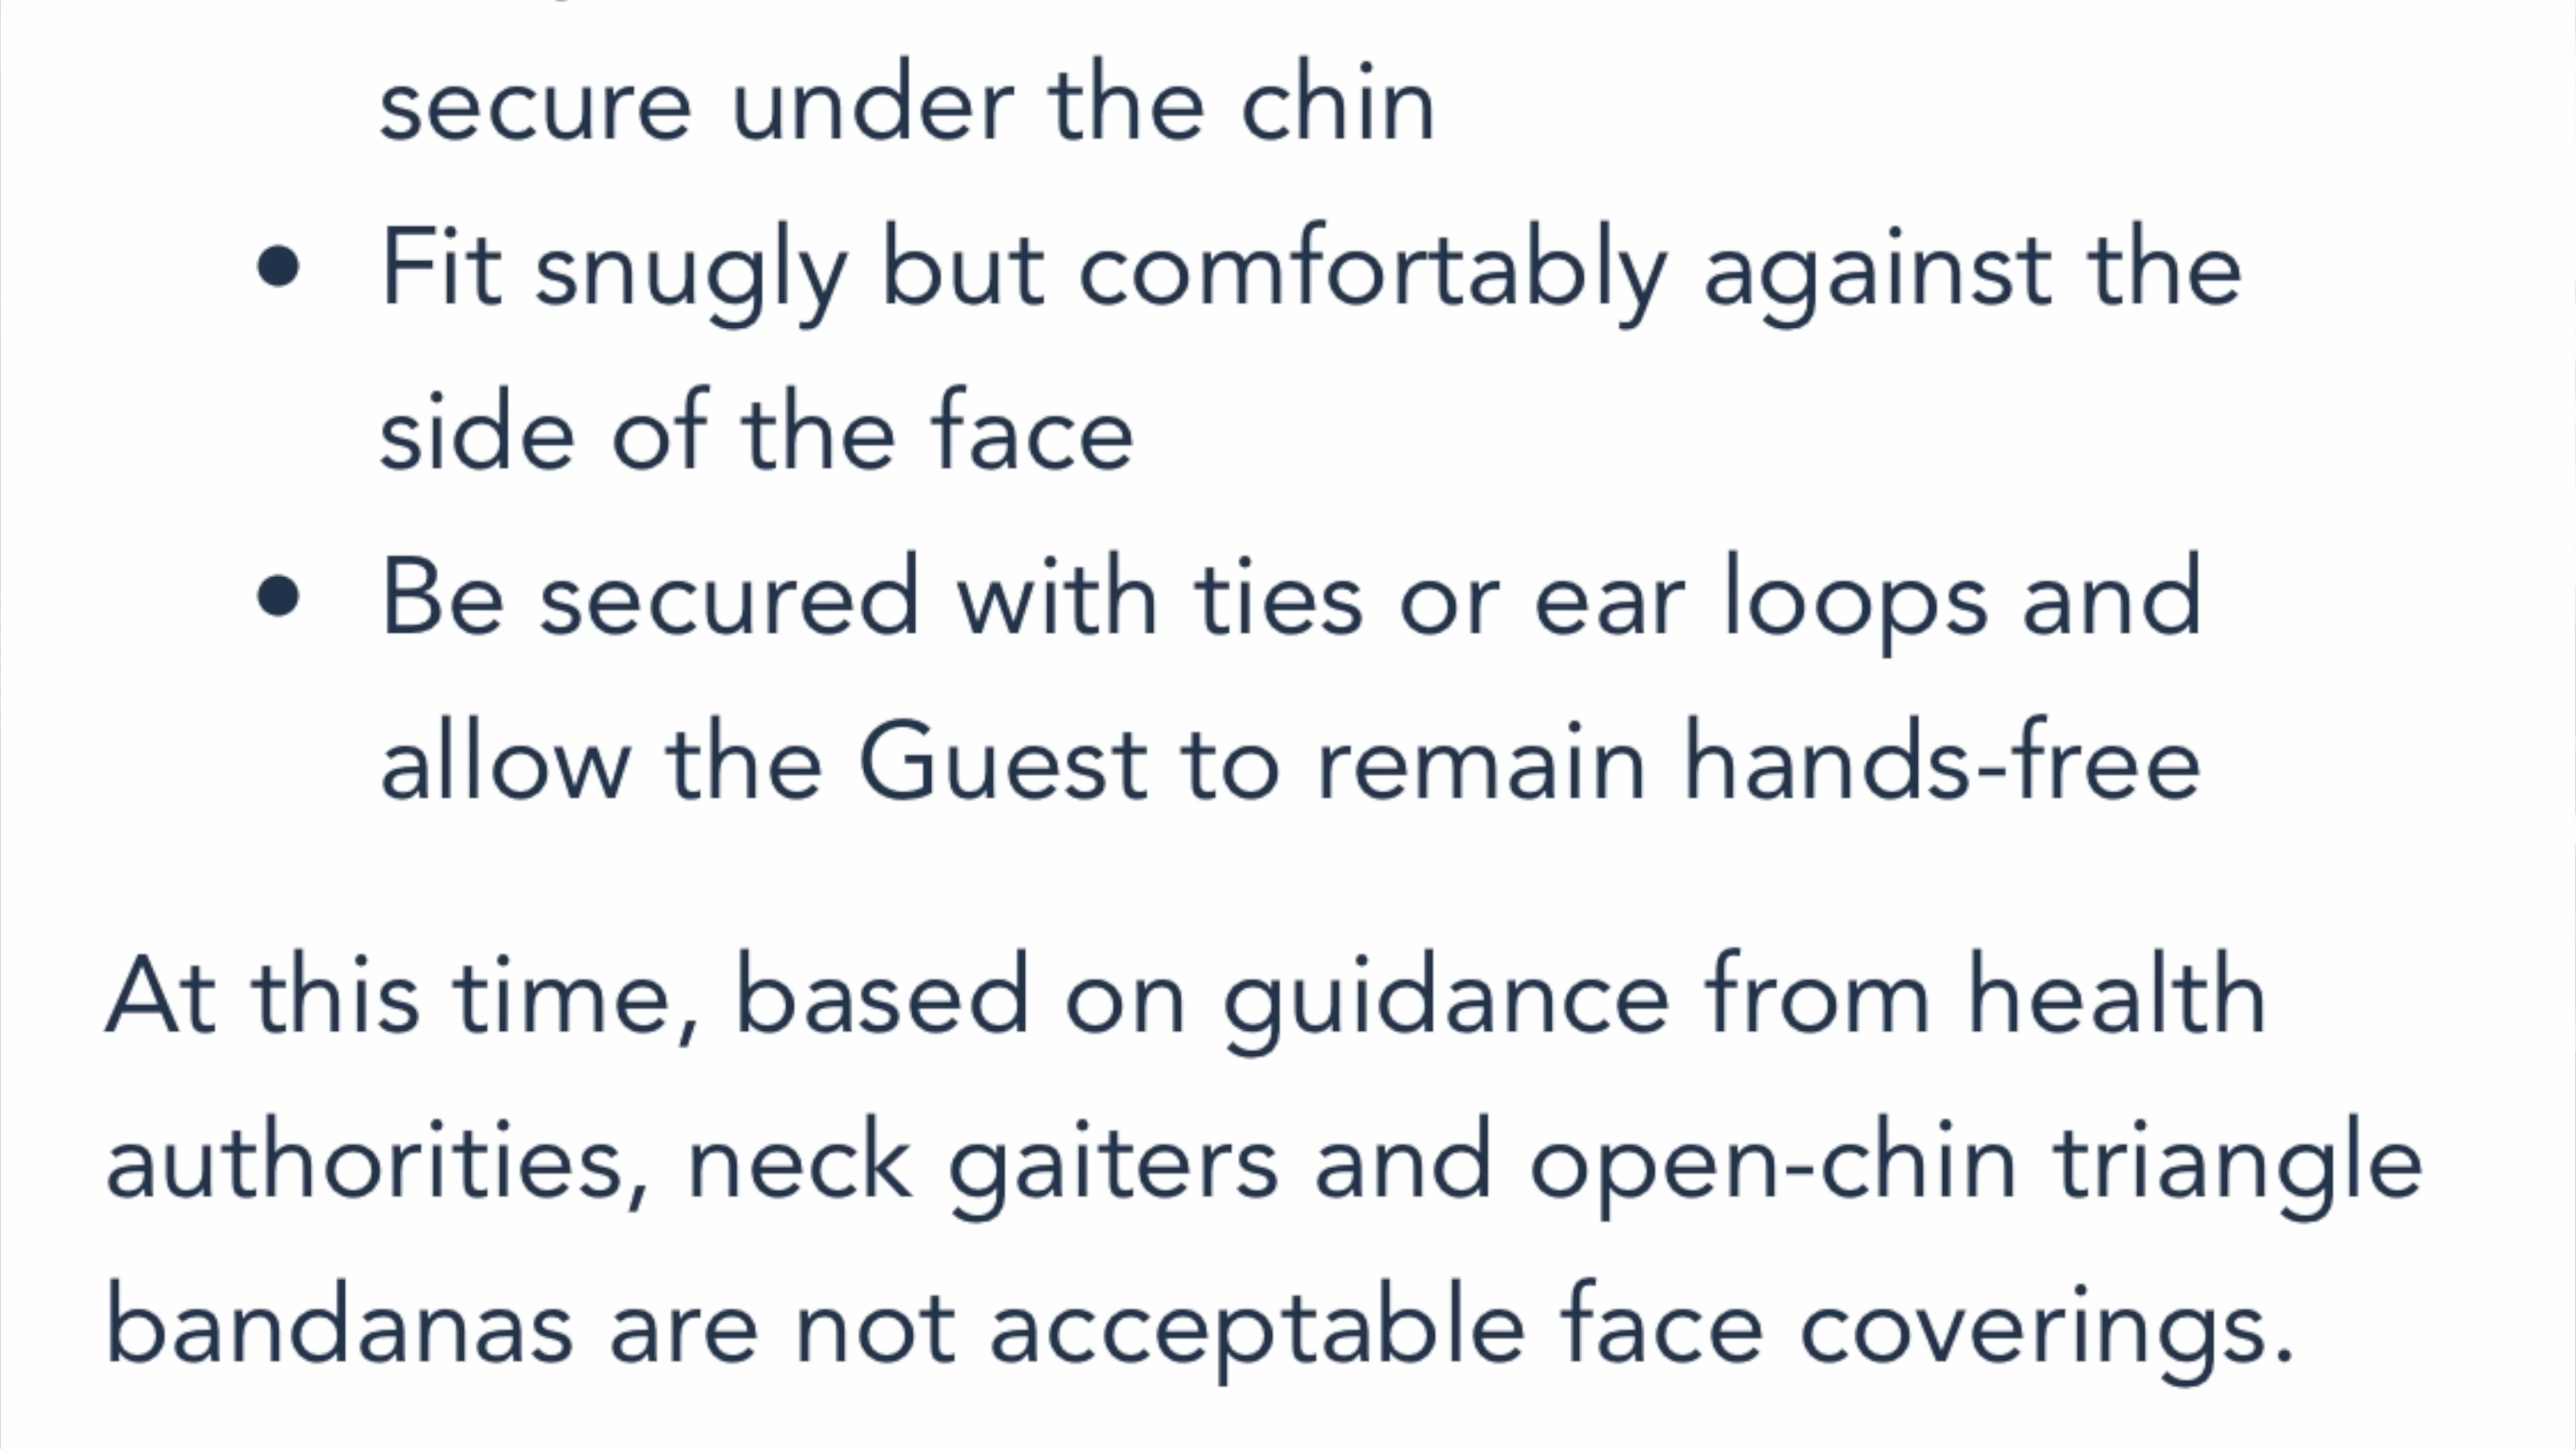 secure under the chin
• Fit snugly but comfortably against the
side of the face
• Be secured with ties or ear loops and
allow the Guest to remain hands-free
At this time, based on guidance from health
authorities, neck gaiters and open-chin triangle
bandanas are not acceptable face coverings.